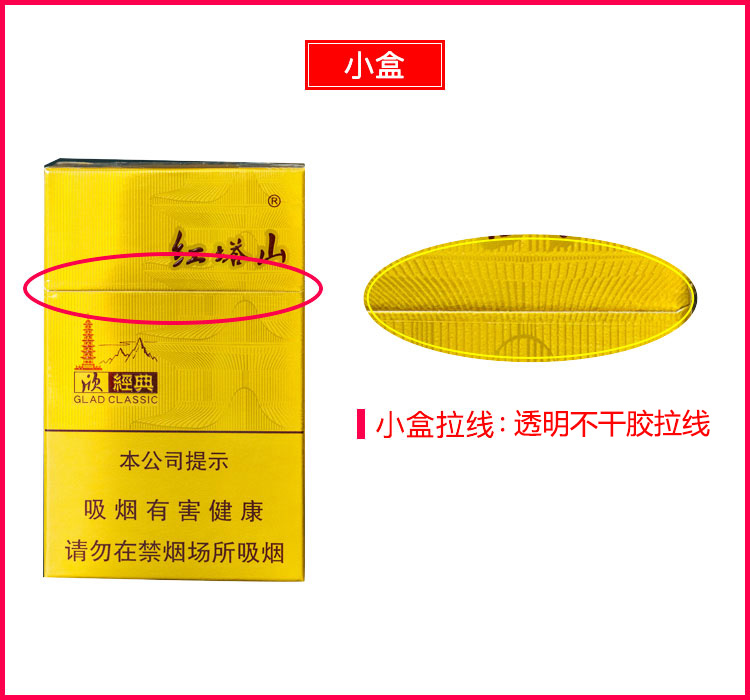 小盒
®
红塔山
欣 經典
GLAD CLASSIC
本公司提示
吸烟有害健康
请勿在禁烟场所吸烟
小盒拉线:透明不干胶拉线